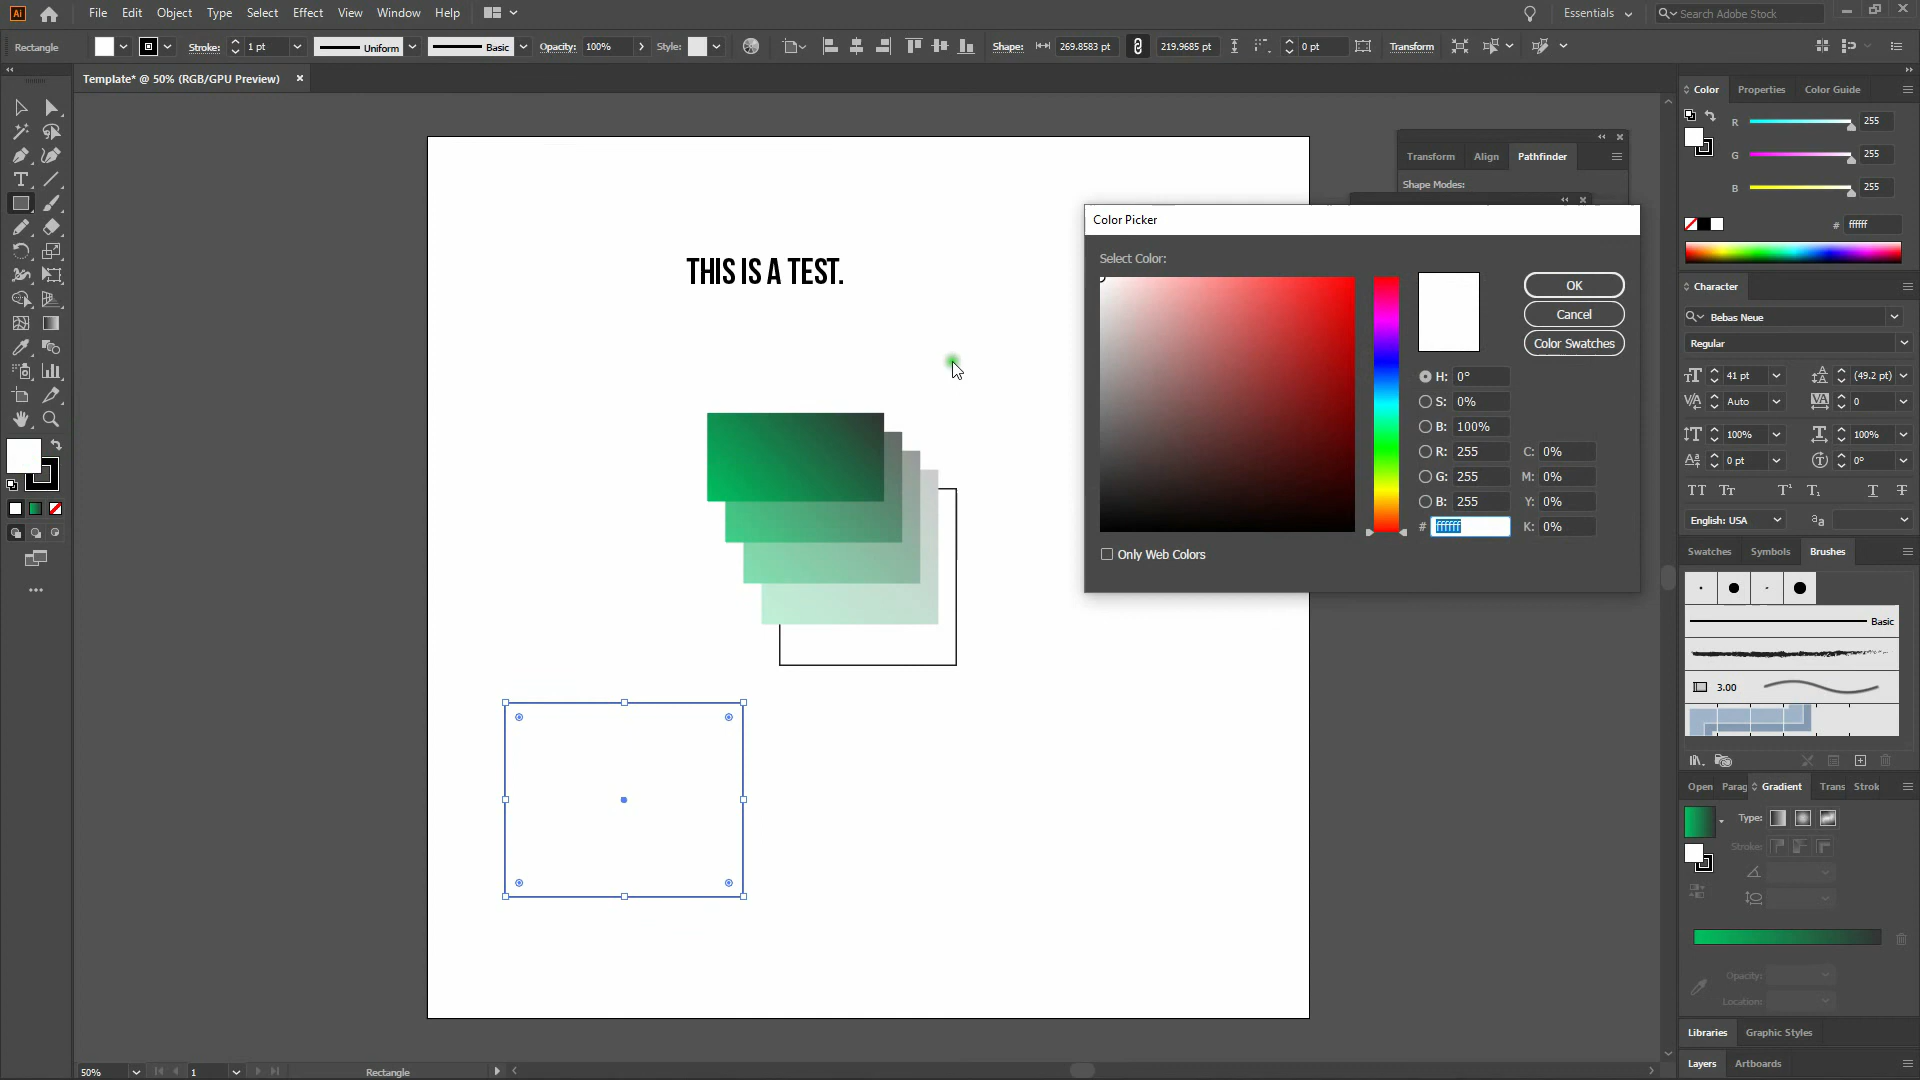 Ai File Edit Object Type Select Effect View Window Help Essentials Search Adobe Stock
Rectangle Stroke: 1 pt Uniform Basic Opacity: 100% Style: Shape: 269.8583 pt 219.9685 pt 0 pt Transform
Template* @ 50% (RGB/GPU Preview)
THIS IS A TEST.
Transform Align Pathfinder
Shape Modes:
Color Picker
Select Color:
OK
Cancel
Color Swatches
H: 0°
S: 0%
B: 100%
R: 255
G: 255
B: 255
# ffffff
C: 0%
M: 0%
Y: 0%
K: 0%
Only Web Colors
Color Properties Color Guide
R 255
G 255
B 255
# ffffff
Character
Bebas Neue
Regular
41 pt (49.2 pt)
Auto 0
100% 100%
0 pt 0°
English: USA
Swatches Symbols Brushes
Basic
3.00
Open Parag Gradient Trans Strok
Type:
Stroke:
Opacity:
Location:
Libraries Graphic Styles
Layers Artboards
50% 1 Rectangle